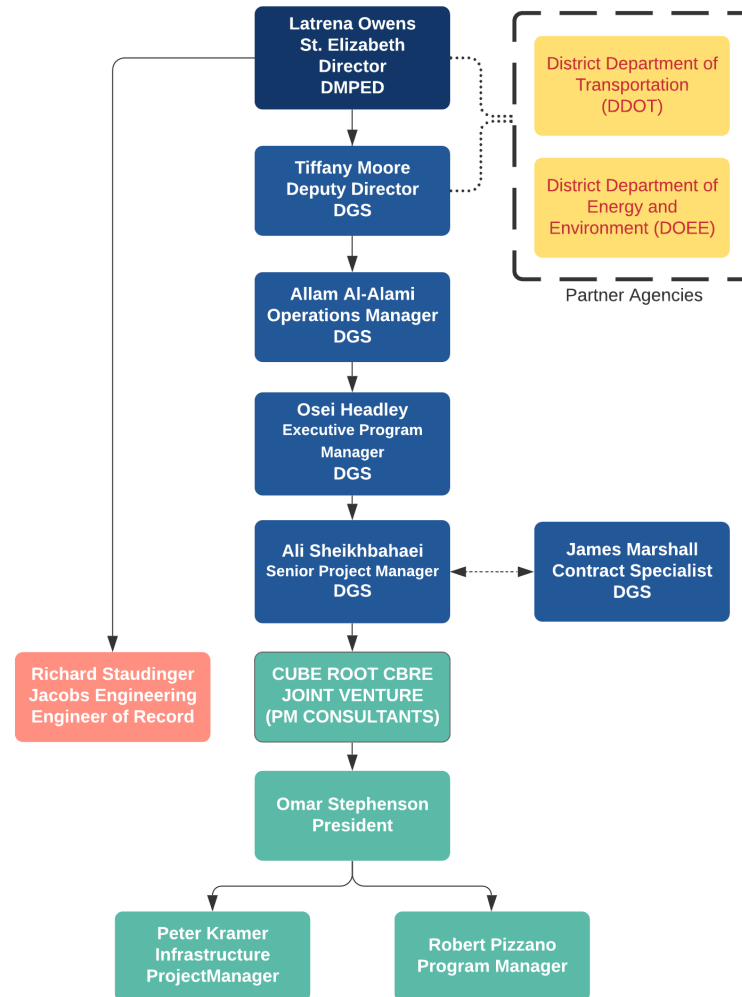 Latrena Owens
St. Elizabeth
Director
DMPED
District Department of
Transportation
(DDOT)
Tiffany Moore
Deputy Director
DGS
District Department of
Energy and
Environment (DOEE)
Partner Agencies
Allam Al-Alami
Operations Manager
DGS
Osei Headley
Executive Program
Manager
DGS
Ali Sheikhbahaei
Senior Project Manager
DGS
James Marshall
Contract Specialist
DGS
Richard Staudinger
Jacobs Engineering
Engineer of Record
CUBE ROOT CBRE
JOINT VENTURE
(PM CONSULTANTS)
Omar Stephenson
President
Peter Kramer
Infrastructure
ProjectManager
Robert Pizzano
Program Manager